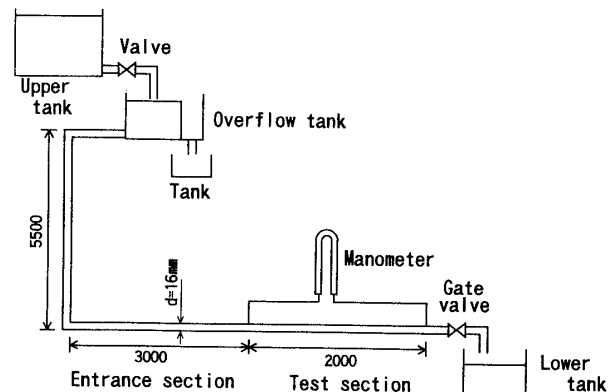 Valve
Upper
tank
Overflow tank
Tank
5500
d=16mm
Manometer
Gate
valve
3000
2000
Entrance section
Test section
Lower
tank